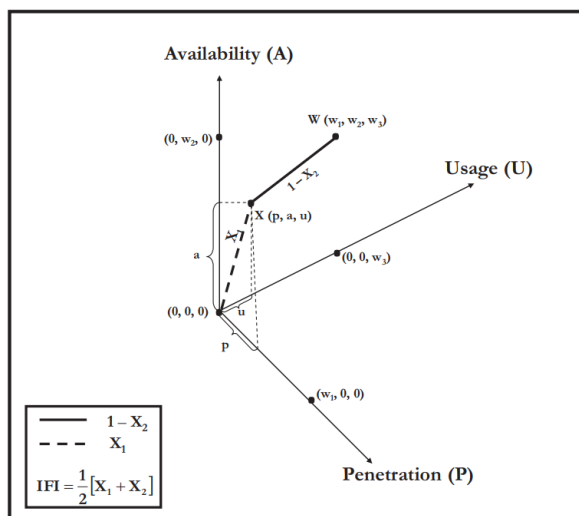 Availability (A)
W (w₁, w₂, w₃)
(0, w₂, 0)
Usage (U)
1 – X₂
X (p, a, u)
X₁
a
(0, 0, w₃)
(0, 0, 0)
u
p
(w₁, 0, 0)
1 – X₂
X₁
IFI = 1/2 [X₁ + X₂]
Penetration (P)